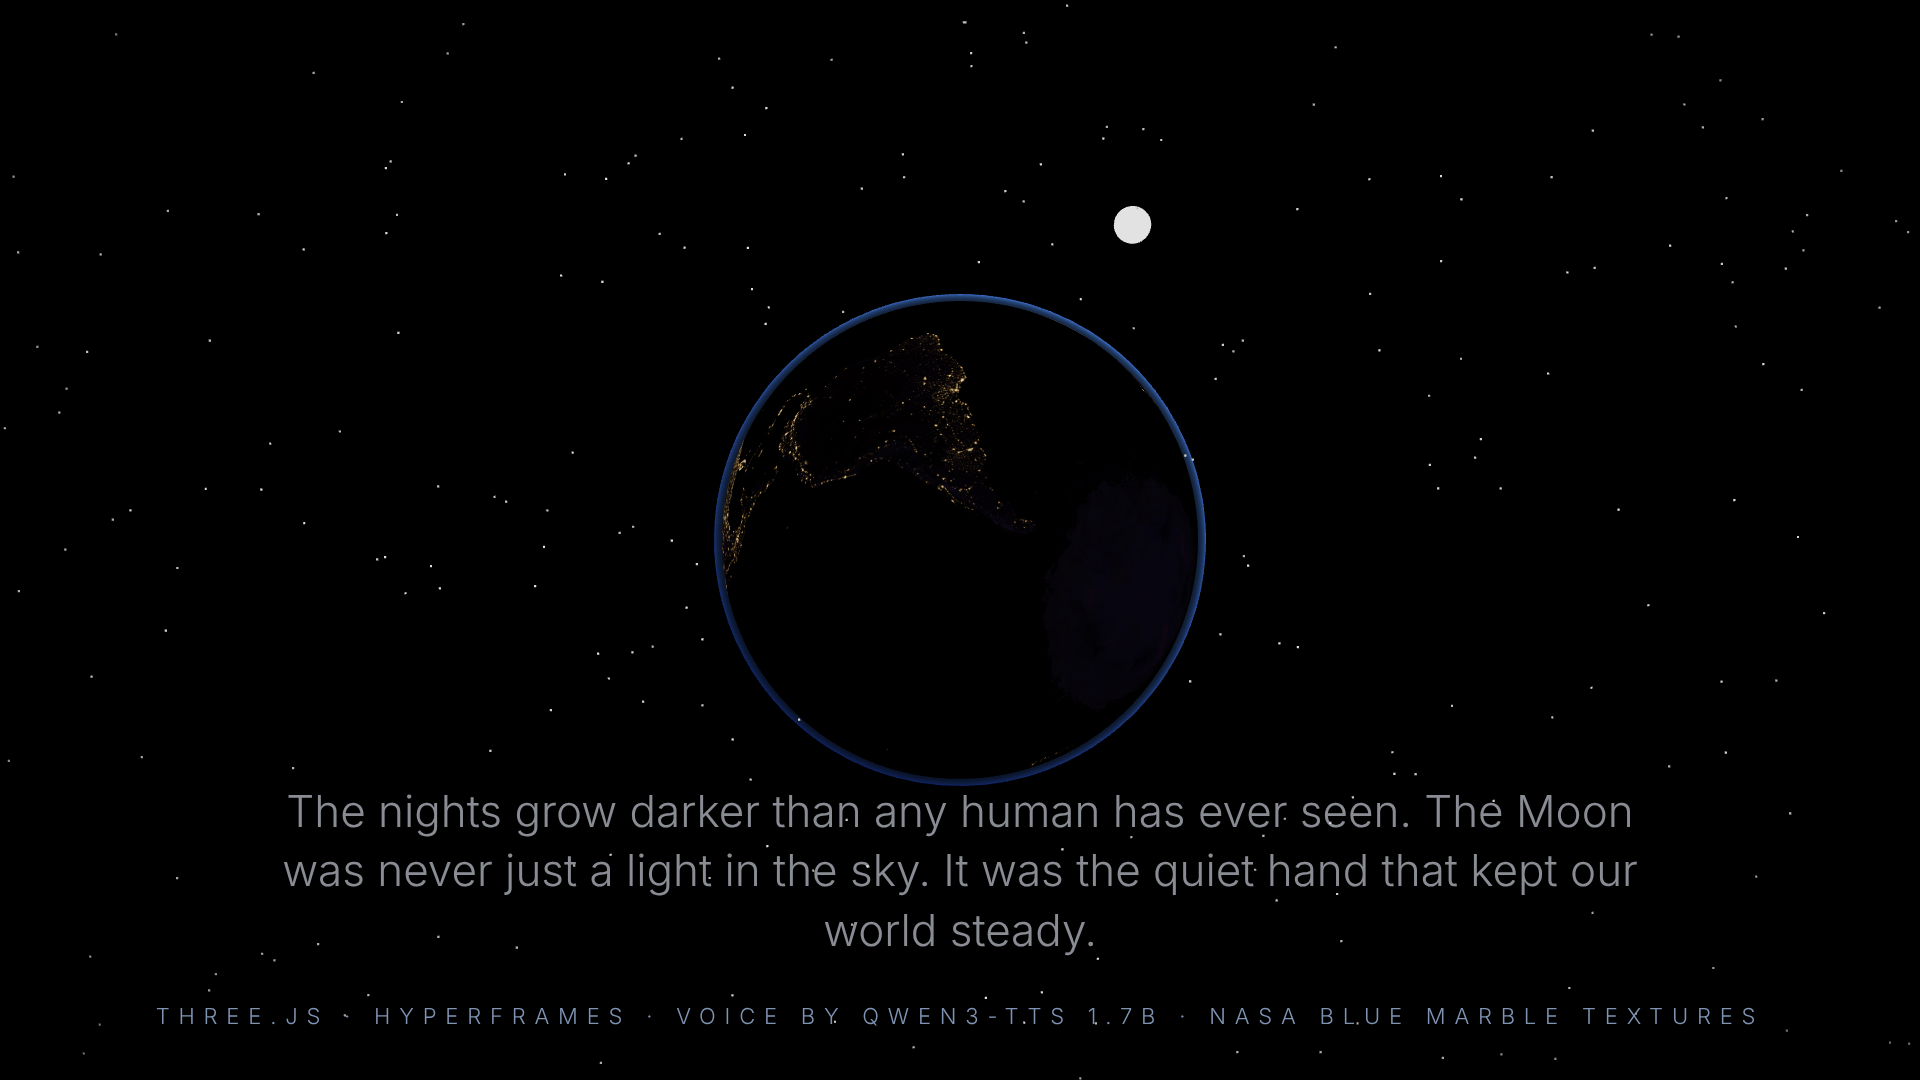 The nights grow darker than any human has ever seen. The Moon
was never just a light in the sky. It was the quiet hand that kept our
world steady.
THREE.JS · HYPERFRAMES · VOICE BY QWEN3-TTS 1.7B · NASA BLUE MARBLE TEXTURES